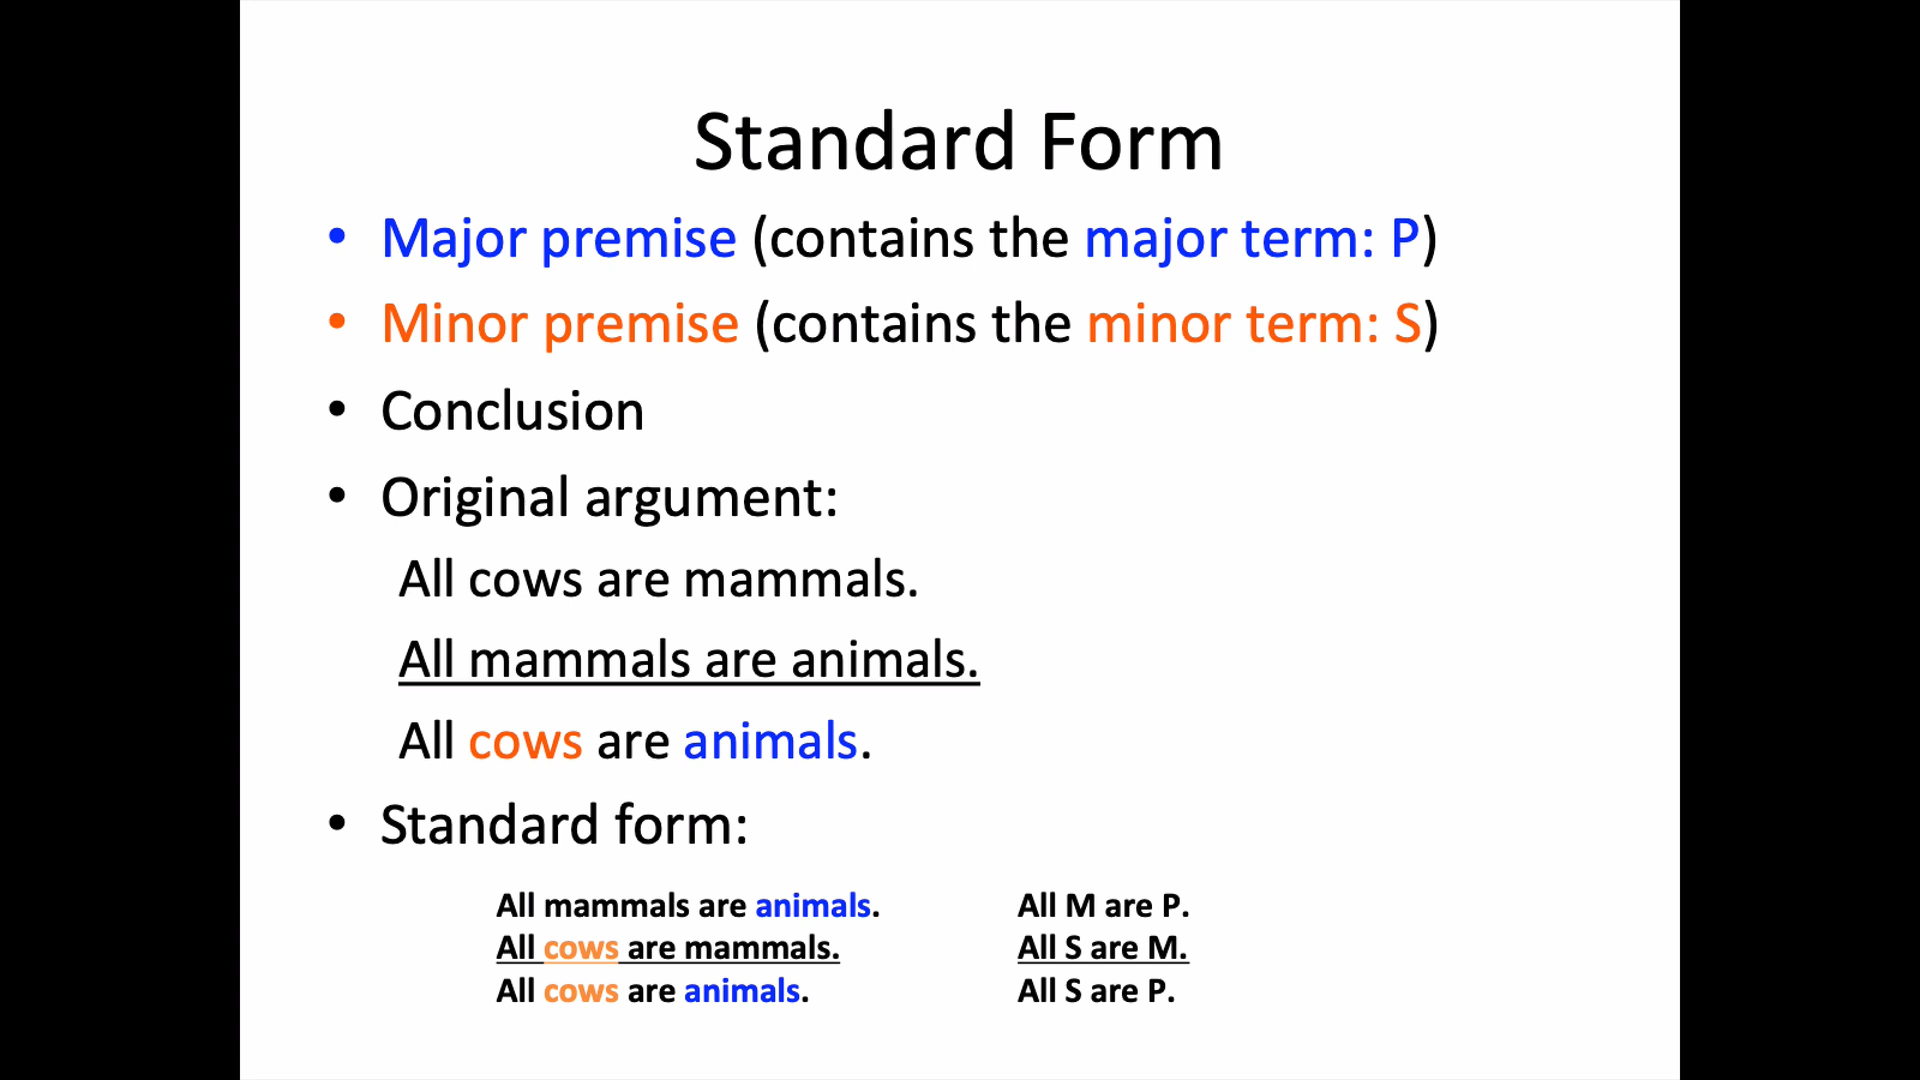 Standard Form
• Major premise (contains the major term: P)
• Minor premise (contains the minor term: S)
• Conclusion
• Original argument:
All cows are mammals.
All mammals are animals.
All cows are animals.
• Standard form:
All mammals are animals. All M are P.
All cows are mammals. All S are M.
All cows are animals. All S are P.